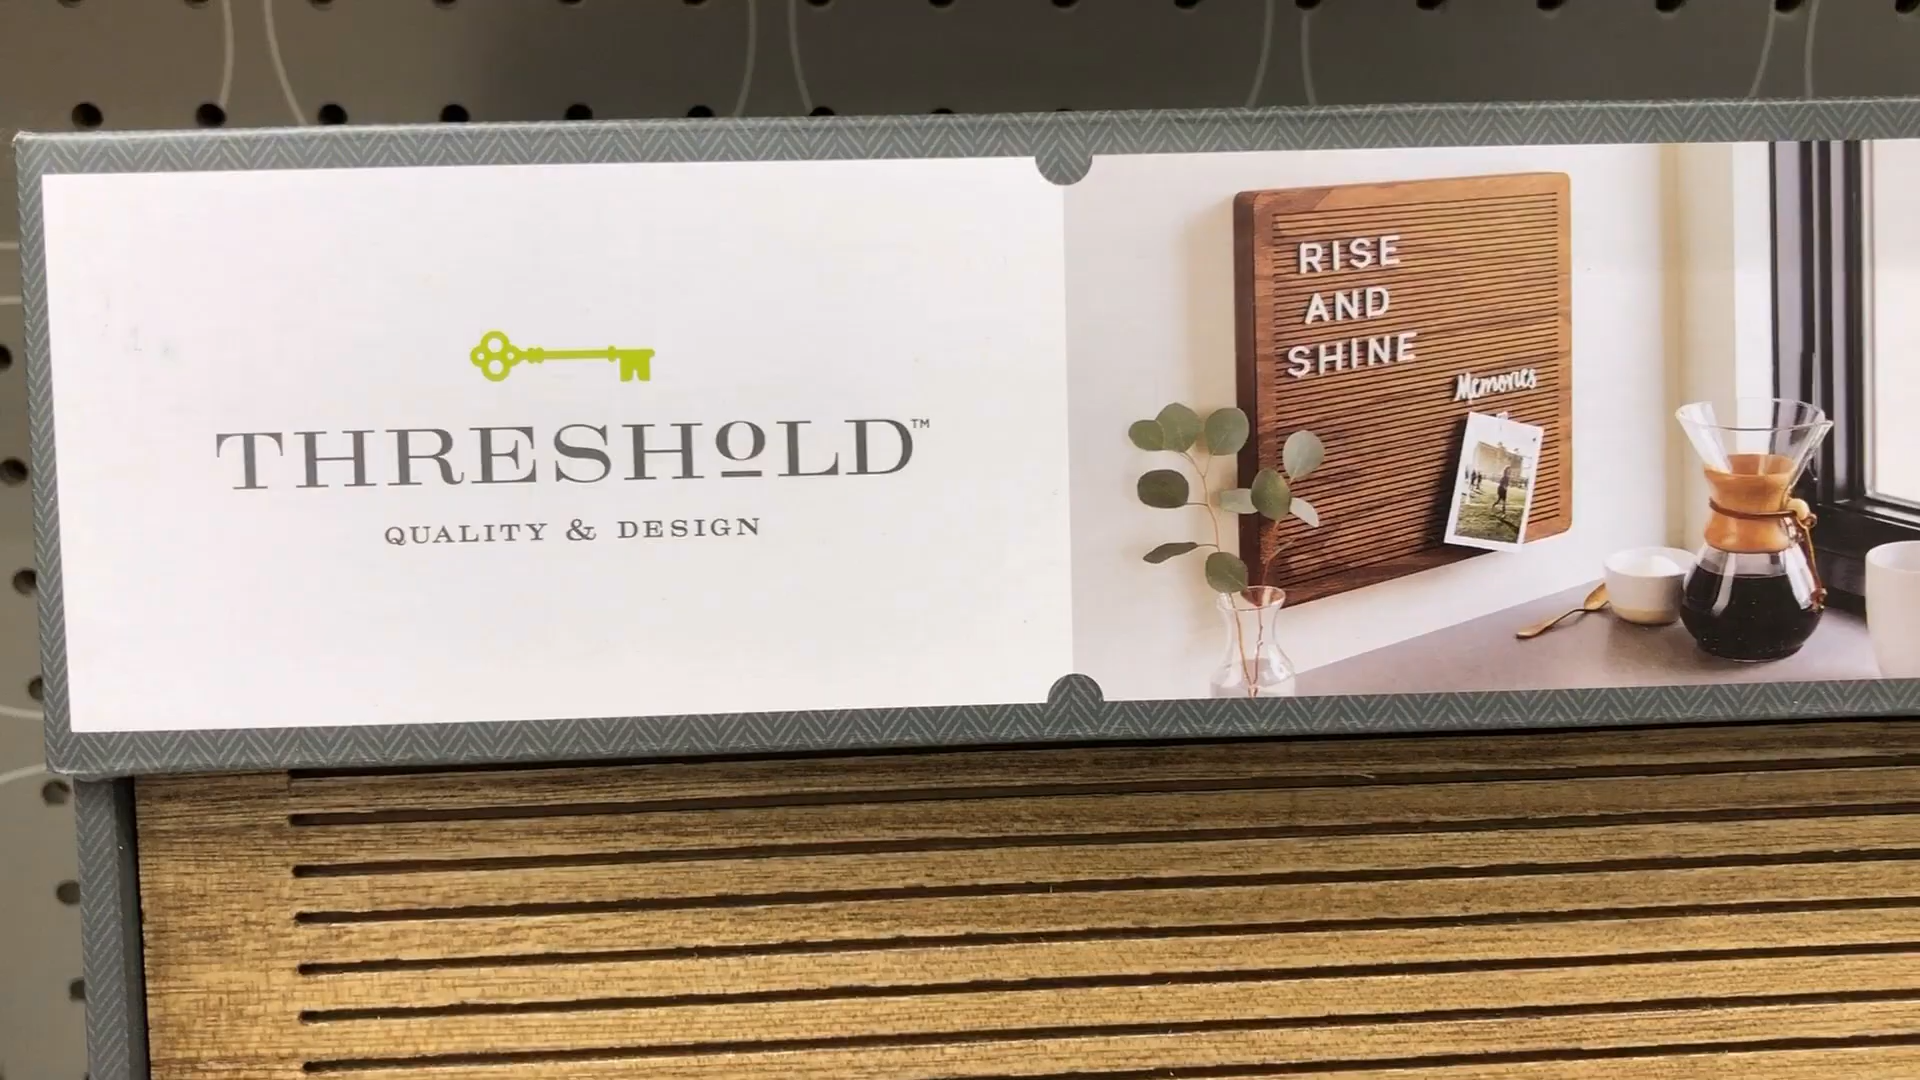 THRESHOLD™
QUALITY & DESIGN
RISE
AND
SHINE
Memories